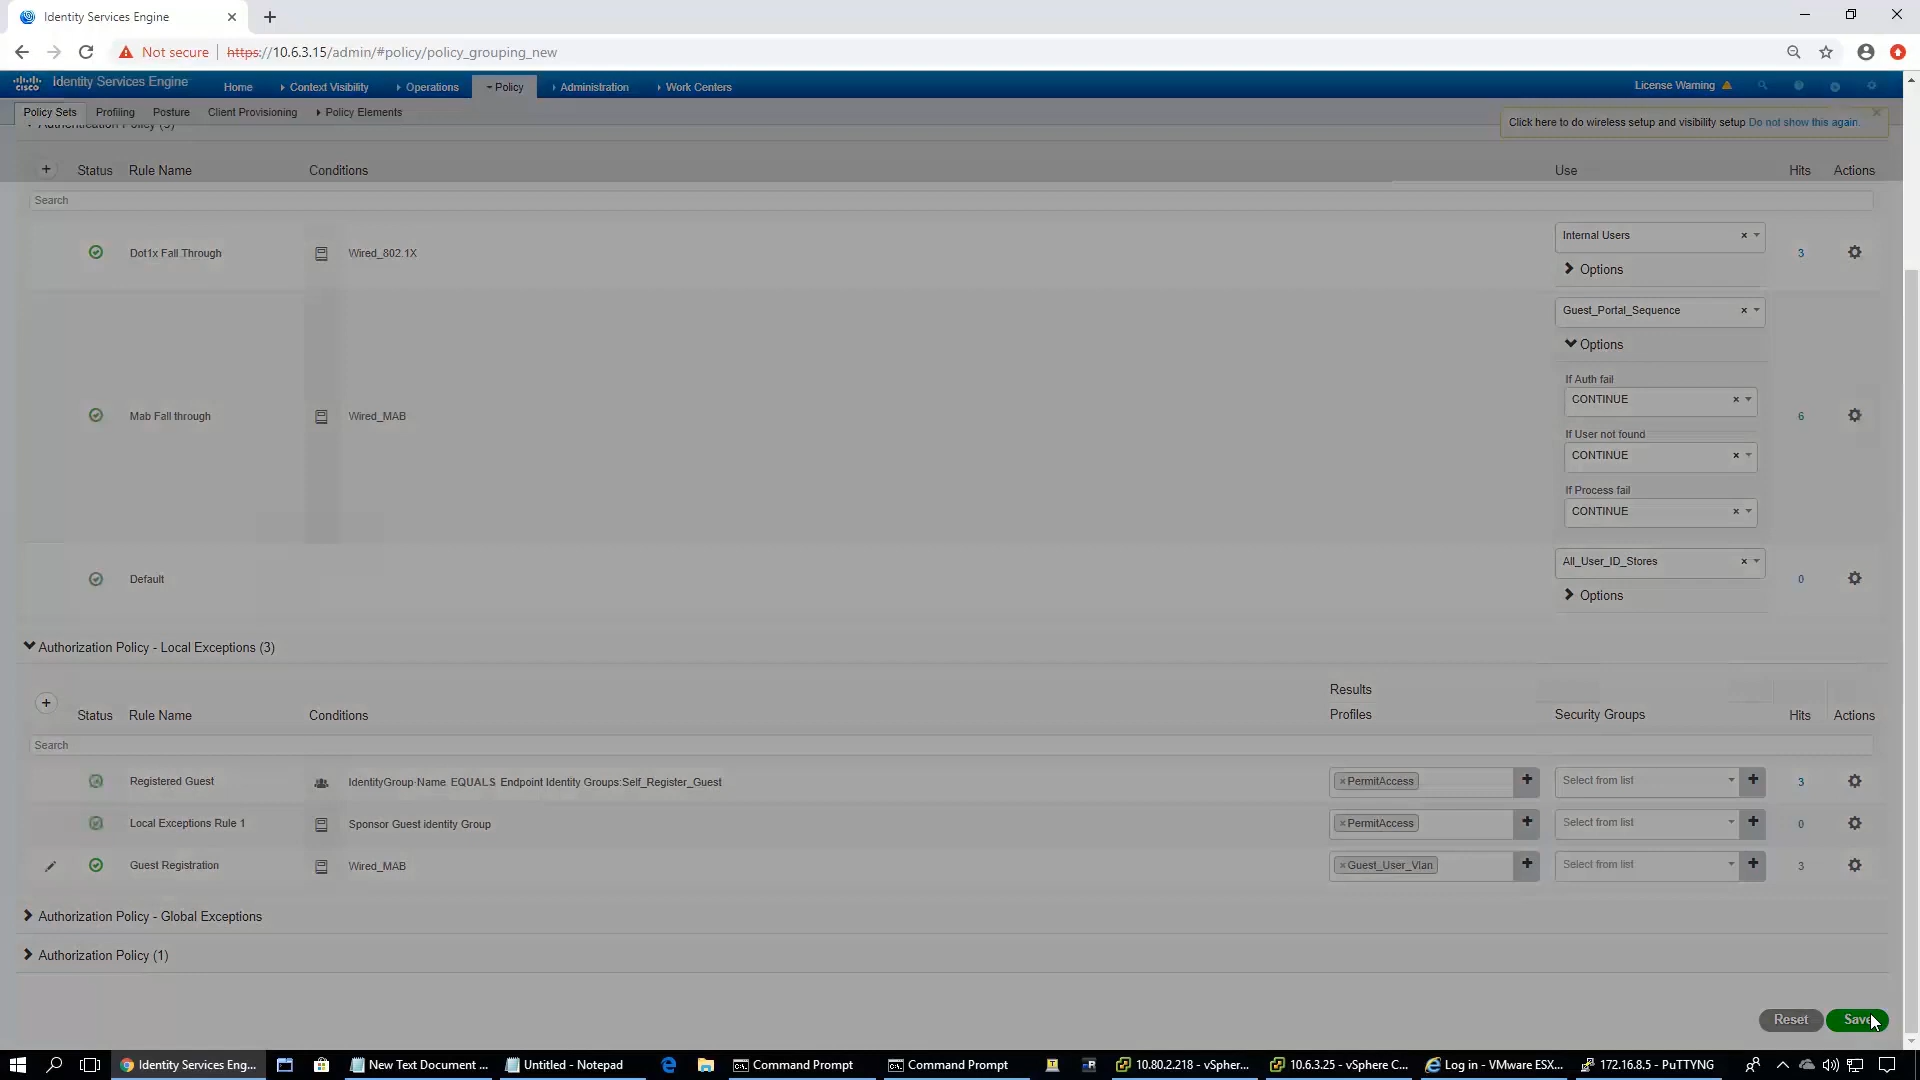 Identity Services Engine
Not secure https://10.6.3.15/admin/#policy/policy_grouping_new
cisco Identity Services Engine Home Context Visibility Operations Policy Administration Work Centers License Warning
Policy Sets Profiling Posture Client Provisioning Policy Elements
Click here to do wireless setup and visibility setup Do not show this again.
Authentication Policy (3)
Status Rule Name Conditions Use Hits Actions
Search
Dot1x Fall Through Wired_802.1X Internal Users 3
Options
Guest_Portal_Sequence
Options
If Auth fail
CONTINUE
Mab Fall through Wired_MAB 6
If User not found
CONTINUE
If Process fail
CONTINUE
Default All_User_ID_Stores 0
Options
Authorization Policy - Local Exceptions (3)
Results
Status Rule Name Conditions Profiles Security Groups Hits Actions
Search
Registered Guest IdentityGroup·Name EQUALS Endpoint Identity Groups:Self_Register_Guest ×PermitAccess Select from list 3
Local Exceptions Rule 1 Sponsor Guest identity Group ×PermitAccess Select from list 0
Guest Registration Wired_MAB ×Guest_User_Vlan Select from list 3
Authorization Policy - Global Exceptions
Authorization Policy (1)
Reset Save
Identity Services Eng... New Text Document ... Untitled - Notepad Command Prompt Command Prompt 10.80.2.218 - vSpher... 10.6.3.25 - vSphere C... Log in - VMware ESX... 172.16.8.5 - PuTTYNG